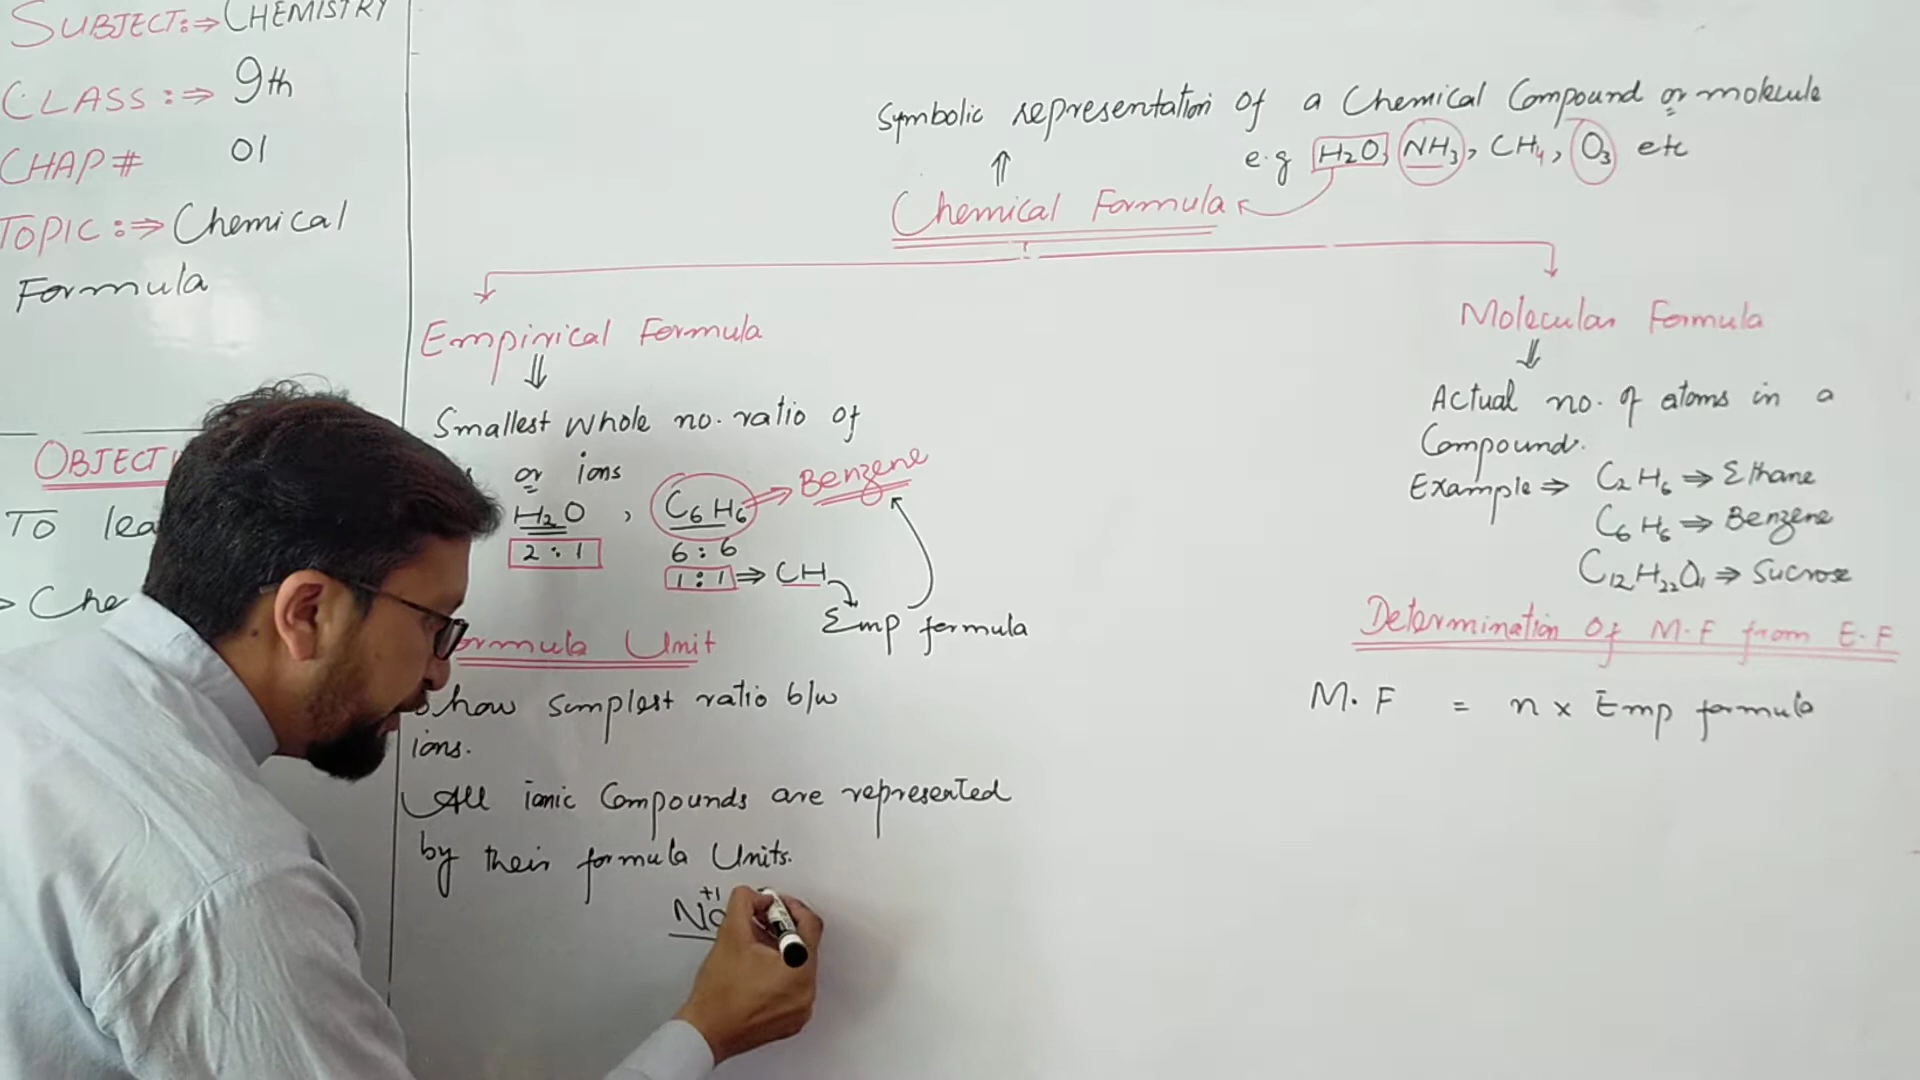 SUBJECT:⇒ CHEMISTRY
CLASS:⇒ 9th
CHAP# 01
TOPIC:⇒ Chemical
Formula
OBJECT
TO lea
> Che
Symbolic representation Of a Chemical Compound or molecule
e.g H₂O, NH₃, CH₄, O₃ etc
⇑
Chemical Formula
Empirical Formula
⇓
Smallest whole no. ratio of
or ions
H₂O , C₆H₆ → Benzene
2 : 1 6 : 6
1 : 1 ⇒ CH
Emp formula
ormula Unit
Show simplest ratio b/w
ions.
All ionic Compounds are represented
by their formula Units.
Na⁺¹
Molecular Formula
⇓
Actual no. of atoms in a
Compound.
Example ⇒ C₂H₆ ⇒ Ethane
C₆H₆ ⇒ Benzene
C₁₂H₂₂O₁₁ ⇒ Sucrose
Determination Of M.F from E.F
M.F = n × Emp formula